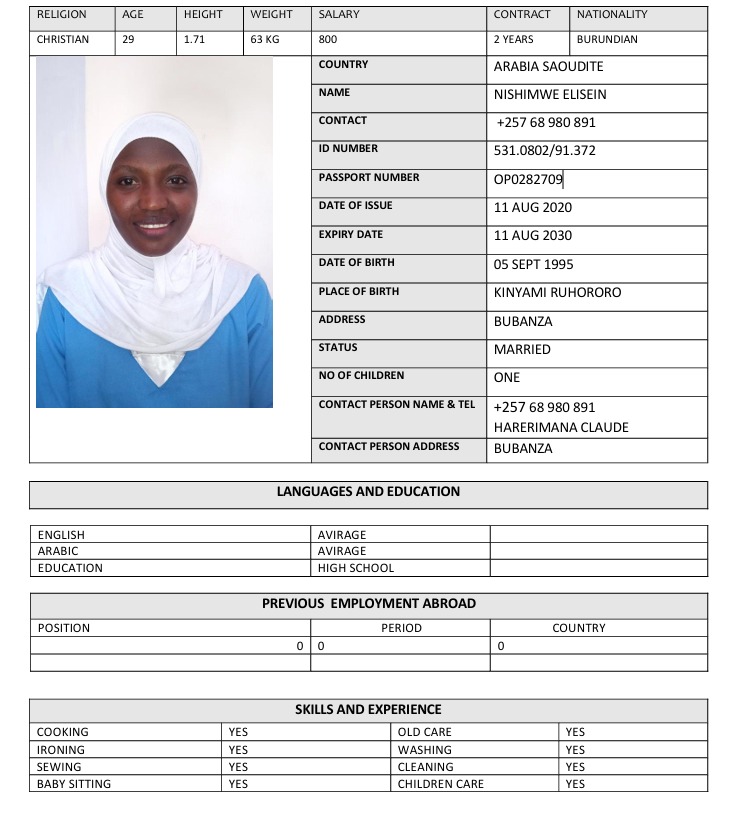 RELIGION AGE HEIGHT WEIGHT SALARY CONTRACT NATIONALITY
CHRISTIAN 29 1.71 63 KG 800 2 YEARS BURUNDIAN
COUNTRY ARABIA SAOUDITE
NAME NISHIMWE ELISEIN
CONTACT +257 68 980 891
ID NUMBER 531.0802/91.372
PASSPORT NUMBER OP0282709
DATE OF ISSUE 11 AUG 2020
EXPIRY DATE 11 AUG 2030
DATE OF BIRTH 05 SEPT 1995
PLACE OF BIRTH KINYAMI RUHORORO
ADDRESS BUBANZA
STATUS MARRIED
NO OF CHILDREN ONE
CONTACT PERSON NAME & TEL +257 68 980 891
HARERIMANA CLAUDE
CONTACT PERSON ADDRESS BUBANZA
LANGUAGES AND EDUCATION
ENGLISH AVIRAGE
ARABIC AVIRAGE
EDUCATION HIGH SCHOOL
PREVIOUS EMPLOYMENT ABROAD
POSITION PERIOD COUNTRY
0 0 0
SKILLS AND EXPERIENCE
COOKING YES OLD CARE YES
IRONING YES WASHING YES
SEWING YES CLEANING YES
BABY SITTING YES CHILDREN CARE YES